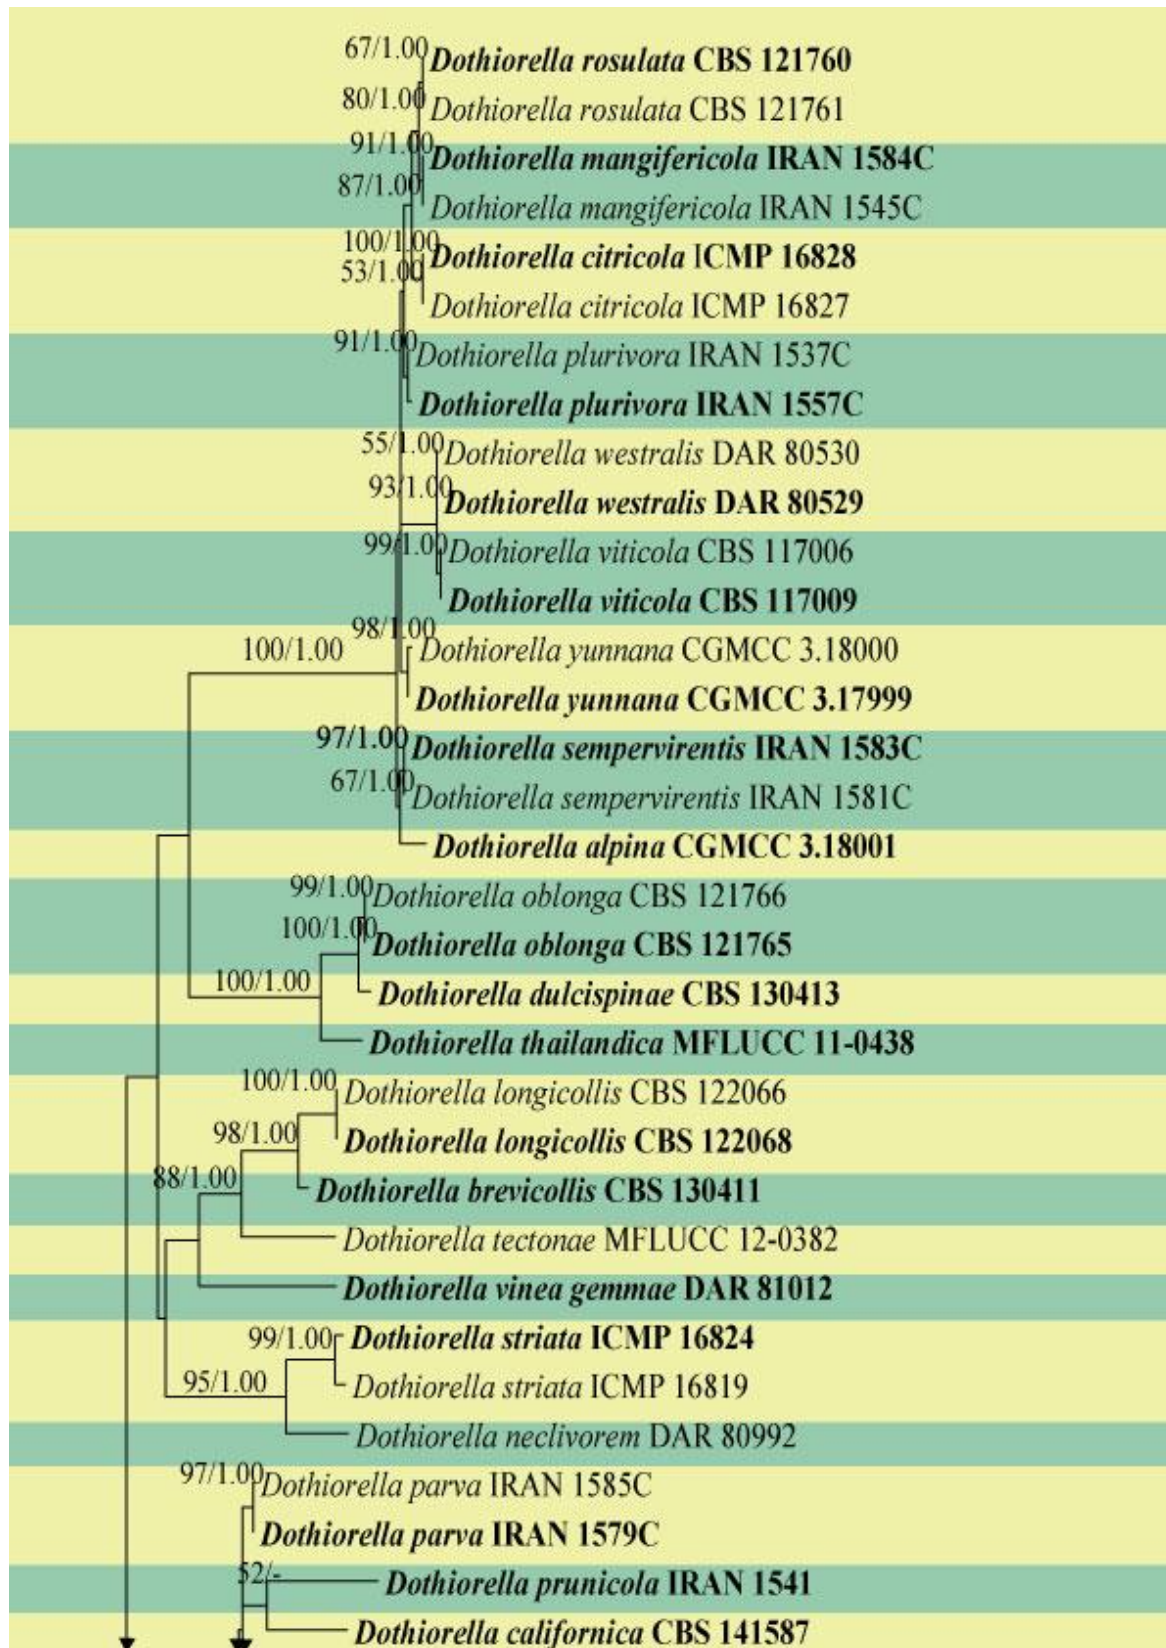 67/1.00 Dothiorella rosulata CBS 121760
80/1.00 Dothiorella rosulata CBS 121761
91/1.00 Dothiorella mangifericola IRAN 1584C
87/1.00 Dothiorella mangifericola IRAN 1545C
100/1.00 Dothiorella citricola ICMP 16828
53/1.00 Dothiorella citricola ICMP 16827
91/1.00 Dothiorella plurivora IRAN 1537C
Dothiorella plurivora IRAN 1557C
55/1.00 Dothiorella westralis DAR 80530
93/1.00 Dothiorella westralis DAR 80529
99/1.00 Dothiorella viticola CBS 117006
Dothiorella viticola CBS 117009
98/1.00
100/1.00 Dothiorella yunnana CGMCC 3.18000
Dothiorella yunnana CGMCC 3.17999
97/1.00 Dothiorella sempervirentis IRAN 1583C
67/1.00 Dothiorella sempervirentis IRAN 1581C
Dothiorella alpina CGMCC 3.18001
99/1.00 Dothiorella oblonga CBS 121766
100/1.00 Dothiorella oblonga CBS 121765
100/1.00 Dothiorella dulcispinae CBS 130413
Dothiorella thailandica MFLUCC 11-0438
100/1.00 Dothiorella longicollis CBS 122066
98/1.00 Dothiorella longicollis CBS 122068
88/1.00 Dothiorella brevicollis CBS 130411
Dothiorella tectonae MFLUCC 12-0382
Dothiorella vinea gemmae DAR 81012
99/1.00 Dothiorella striata ICMP 16824
95/1.00 Dothiorella striata ICMP 16819
Dothiorella neclivorem DAR 80992
97/1.00 Dothiorella parva IRAN 1585C
Dothiorella parva IRAN 1579C
52/- Dothiorella prunicola IRAN 1541
Dothiorella californica CBS 141587